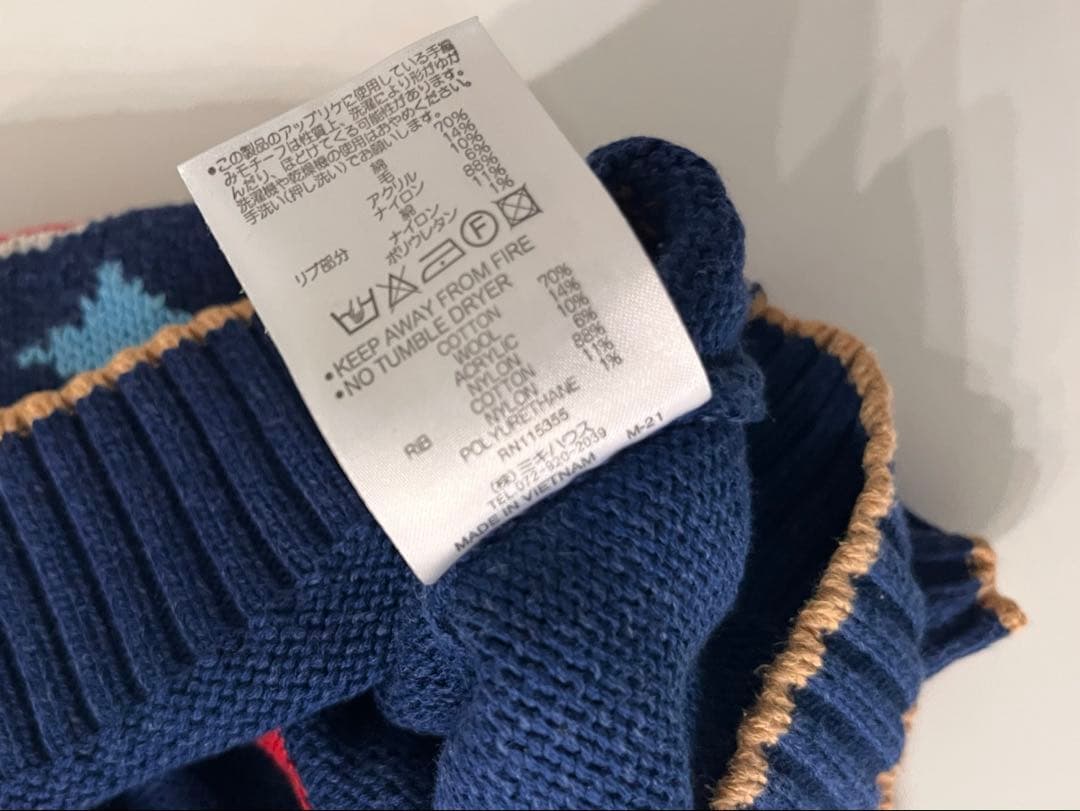 •この製品のアップリケに使用している手編
みモチーフは性質上、洗濯により形がゆが
んだり、ほどけてくる可能性があります。
洗濯機や乾燥機の使用はおやめください。
手洗い(押し洗い)でお願いします。
綿 70%
毛 14%
アクリル 10%
ナイロン 6%
リブ部分 綿 88%
ナイロン 11%
ポリウレタン 1%
F
•KEEP AWAY FROM FIRE
•NO TUMBLE DRYER
COTTON 70%
WOOL 14%
ACRYLIC 10%
NYLON 6%
RIB COTTON 88%
NYLON 11%
POLYURETHANE 1%
RN115355
(株)ミキハウス
TEL 072-920-2039 M-21
MADE IN VIETNAM